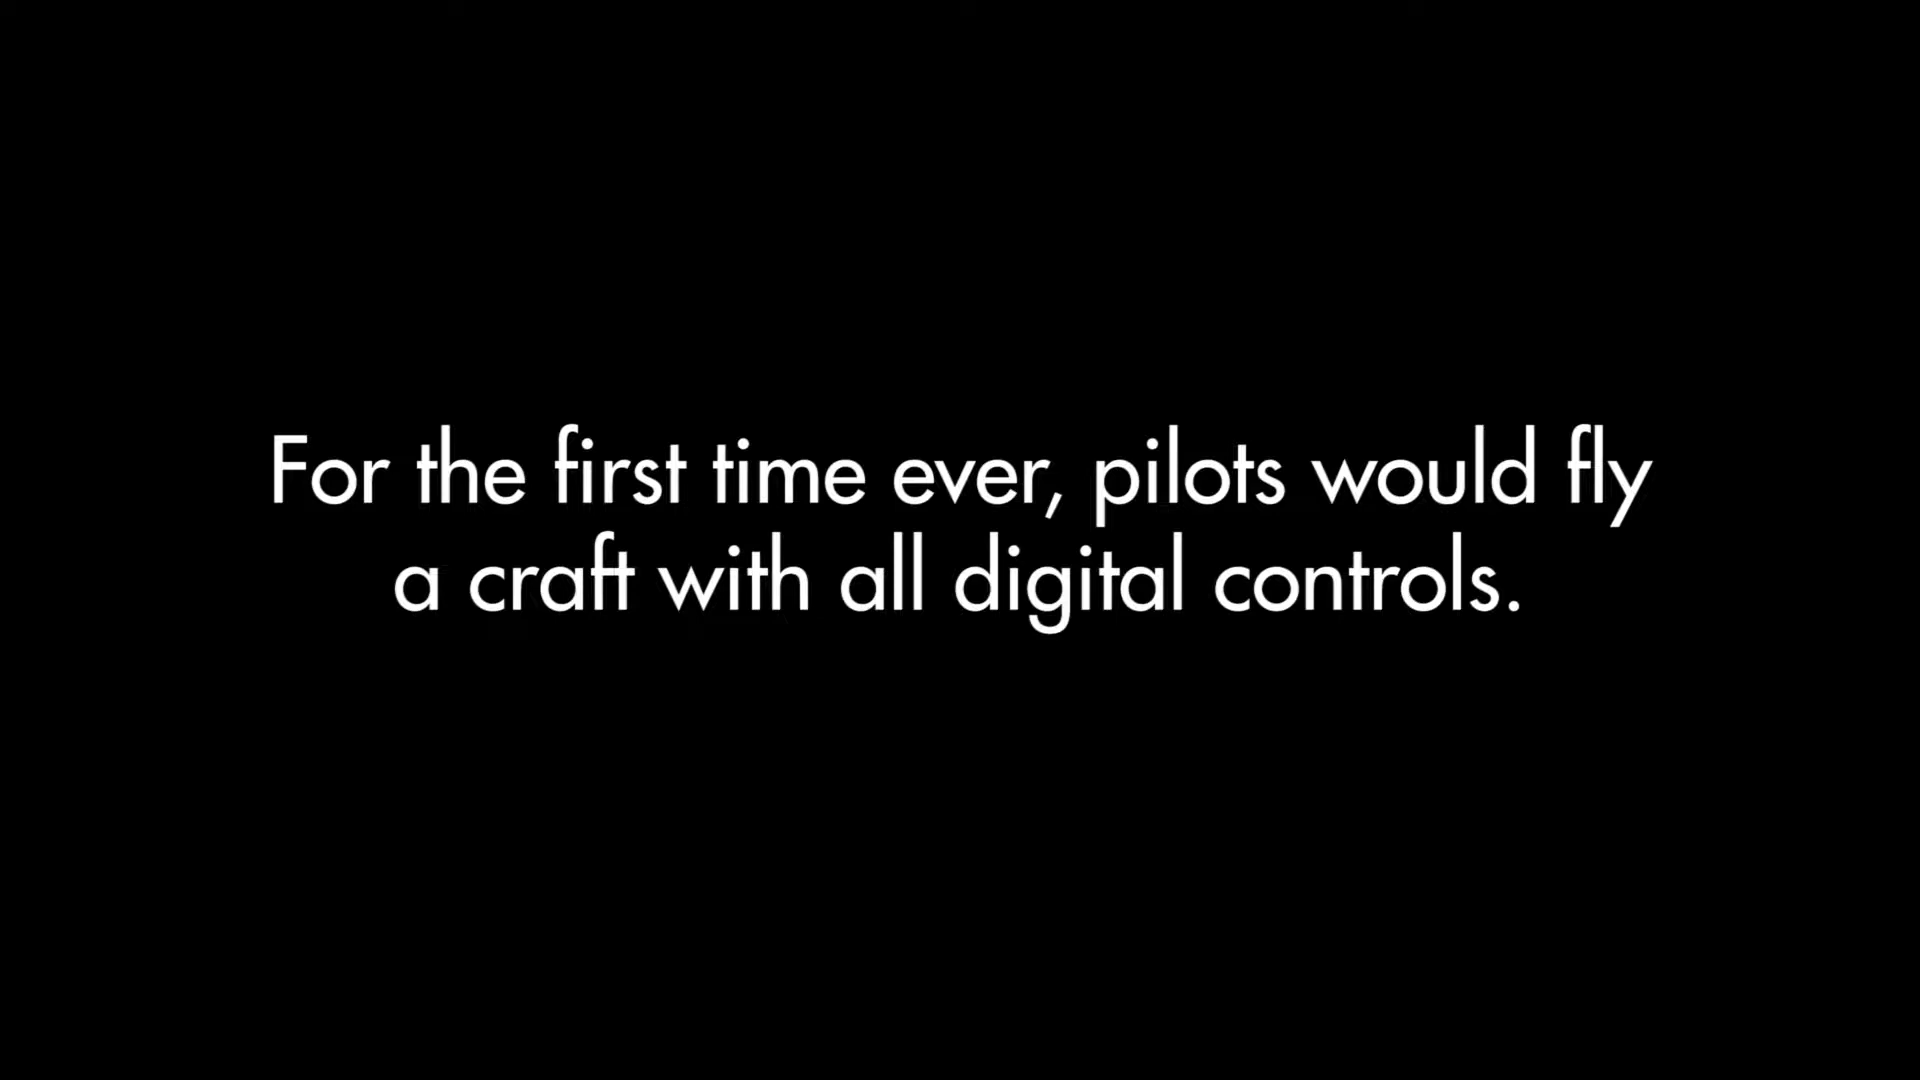 For the first time ever, pilots would fly
a craft with all digital controls.